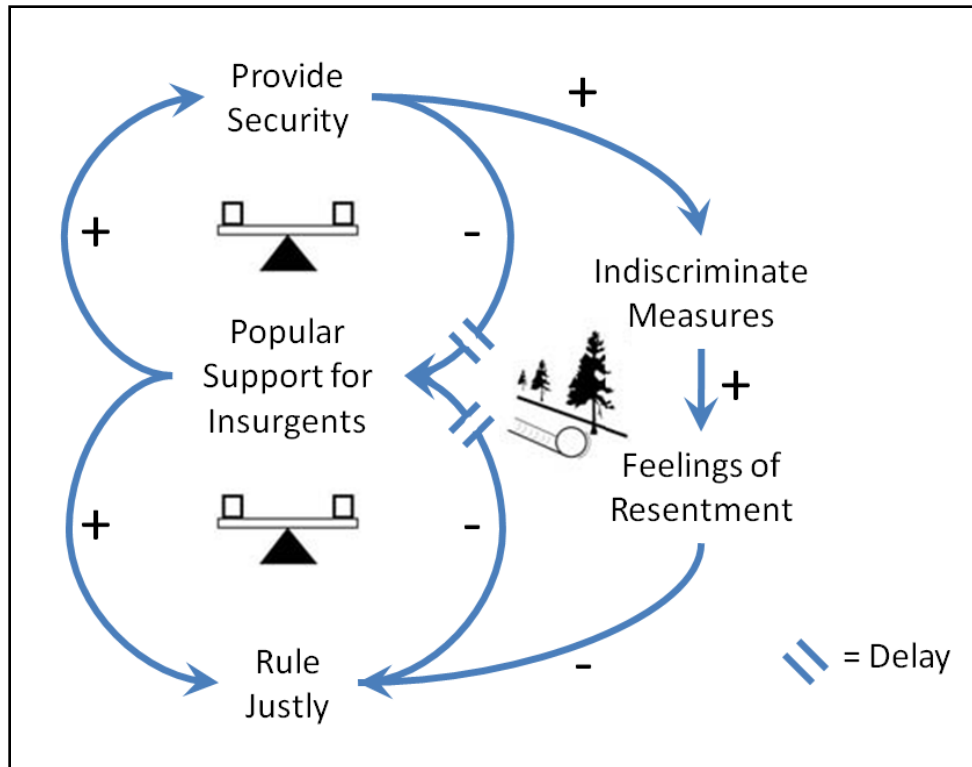 Provide
Security
+
+
-
Indiscriminate
Measures
Popular
Support for
Insurgents
+
Feelings of
Resentment
+
-
Rule
Justly
-
= Delay